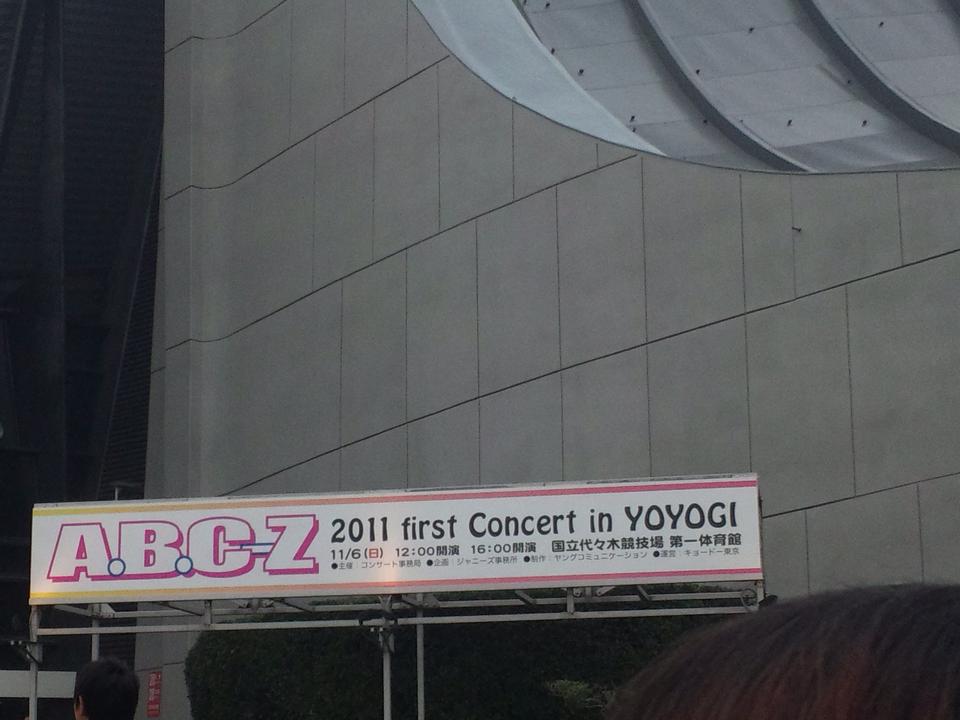 A.B.C-Z
2011 first Concert in YOYOGI
11/6(日) 12:00開演 16:00開演 国立代々木競技場 第一体育館
●主催:コンサート事務局 ●企画:ジャニーズ事務所 ●制作:ヤングコミュニケーション ●運営:キョードー東京